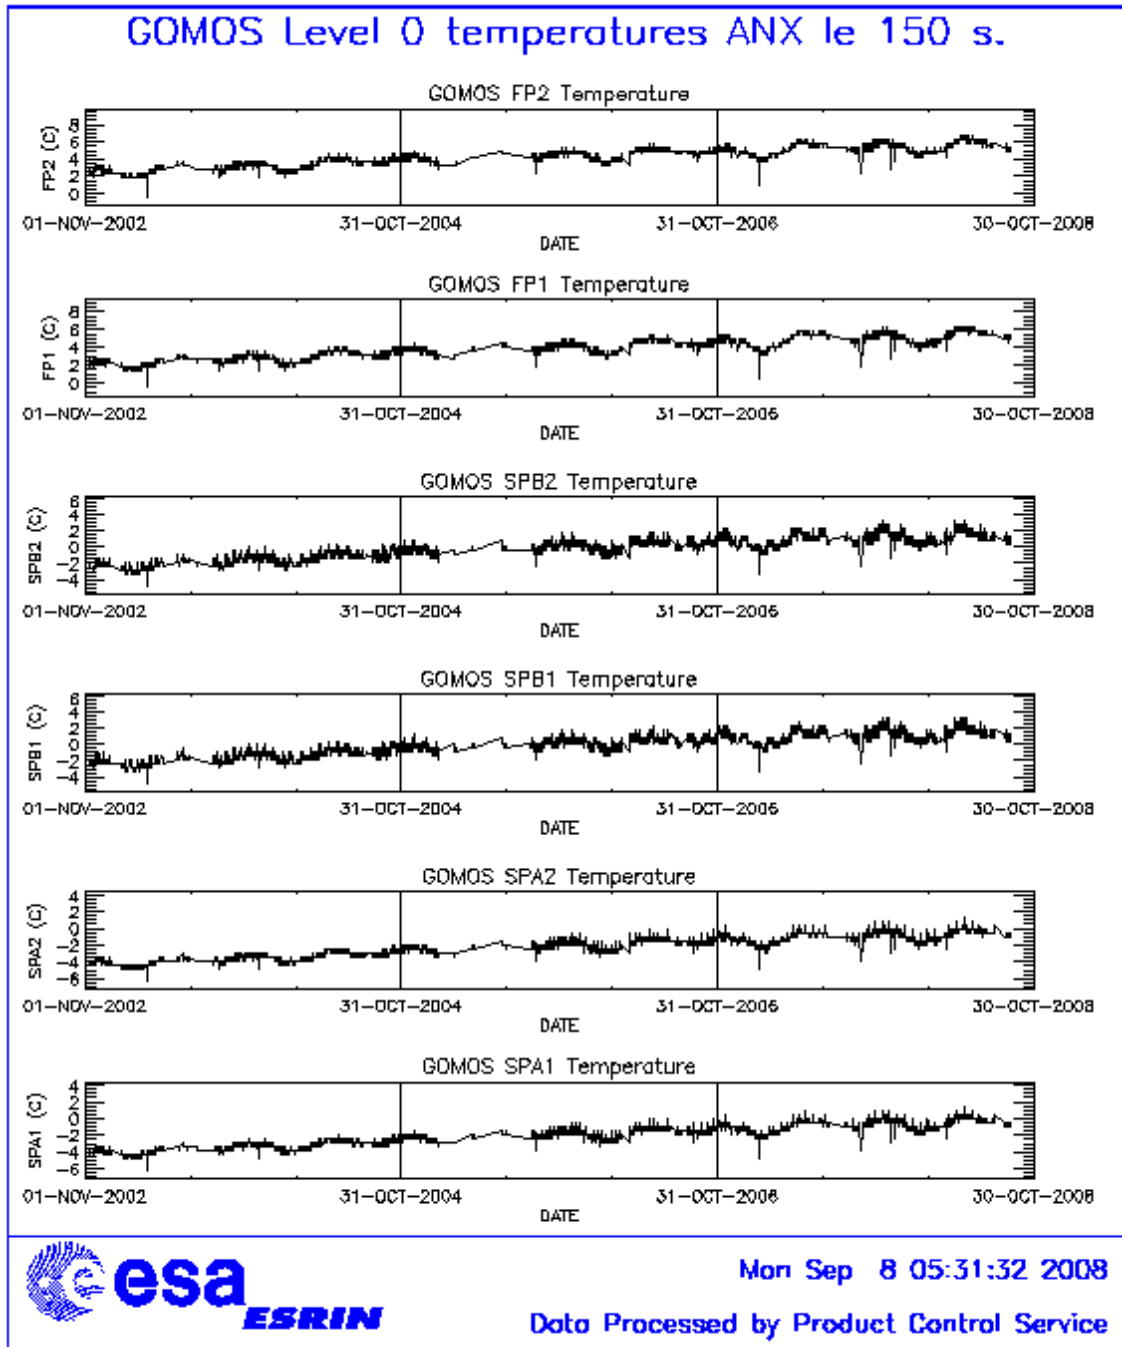 GOMOS Level 0 temperatures ANX le 150 s.
GOMOS FP2 Temperature
FP2 (C)
8
6
4
2
0
01-NOV-2002 31-OCT-2004 31-OCT-2006 30-OCT-2008
DATE
GOMOS FP1 Temperature
FP1 (C)
8
6
4
2
0
01-NOV-2002 31-OCT-2004 31-OCT-2006 30-OCT-2008
DATE
GOMOS SPB2 Temperature
SPB2 (C)
6
4
2
0
-2
-4
01-NOV-2002 31-OCT-2004 31-OCT-2006 30-OCT-2008
DATE
GOMOS SPB1 Temperature
SPB1 (C)
6
4
2
0
-2
-4
01-NOV-2002 31-OCT-2004 31-OCT-2006 30-OCT-2008
DATE
GOMOS SPA2 Temperature
SPA2 (C)
4
2
0
-2
-4
-6
01-NOV-2002 31-OCT-2004 31-OCT-2006 30-OCT-2008
DATE
GOMOS SPA1 Temperature
SPA1 (C)
4
2
0
-2
-4
-6
01-NOV-2002 31-OCT-2004 31-OCT-2006 30-OCT-2008
DATE
esa
ESRIN
Mon Sep 8 05:31:32 2008
Data Processed by Product Control Service